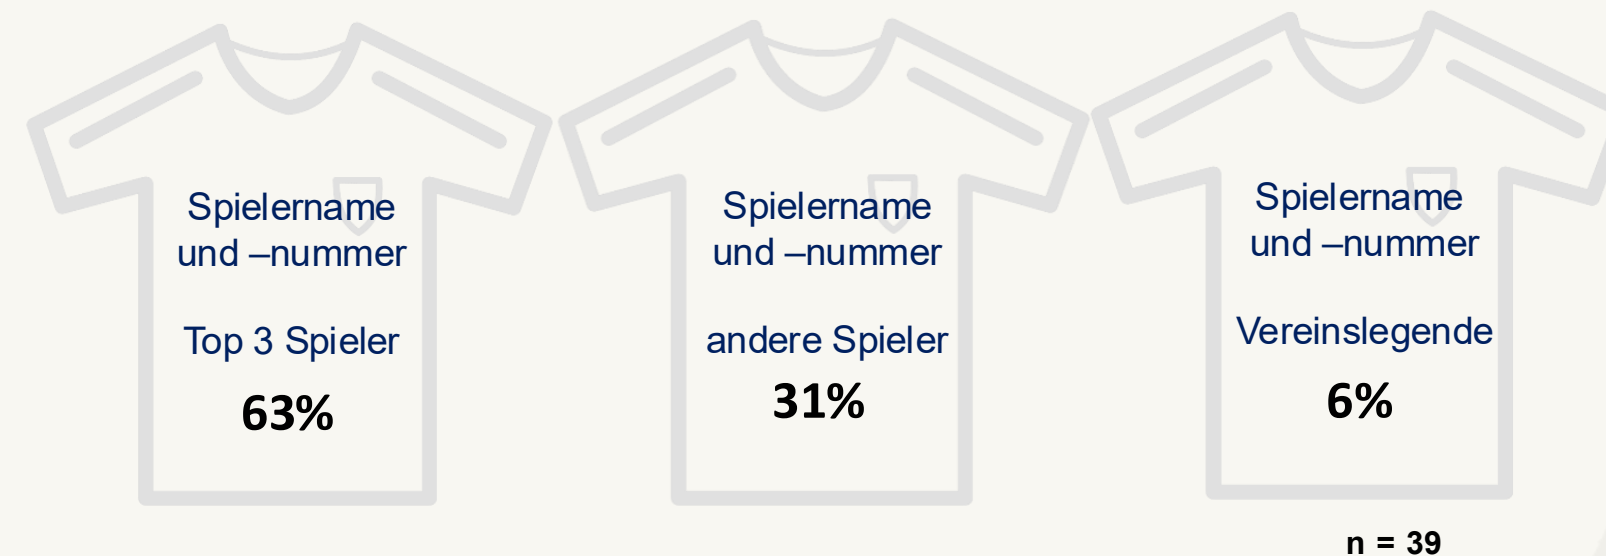 Spielername
und –nummer
Top 3 Spieler
63%
Spielername
und –nummer
andere Spieler
31%
Spielername
und –nummer
Vereinslegende
6%
n = 39